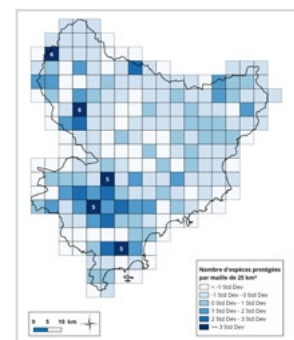 6
6
5
5
5
Nombre d'espèces protégées
par maille de 25 km²
< -1 Std Dev
-1 Std Dev - 0 Std Dev
0 Std Dev - 1 Std Dev
1 Std Dev - 2 Std Dev
2 Std Dev - 3 Std Dev
>= 3 Std Dev
0 5 10 km